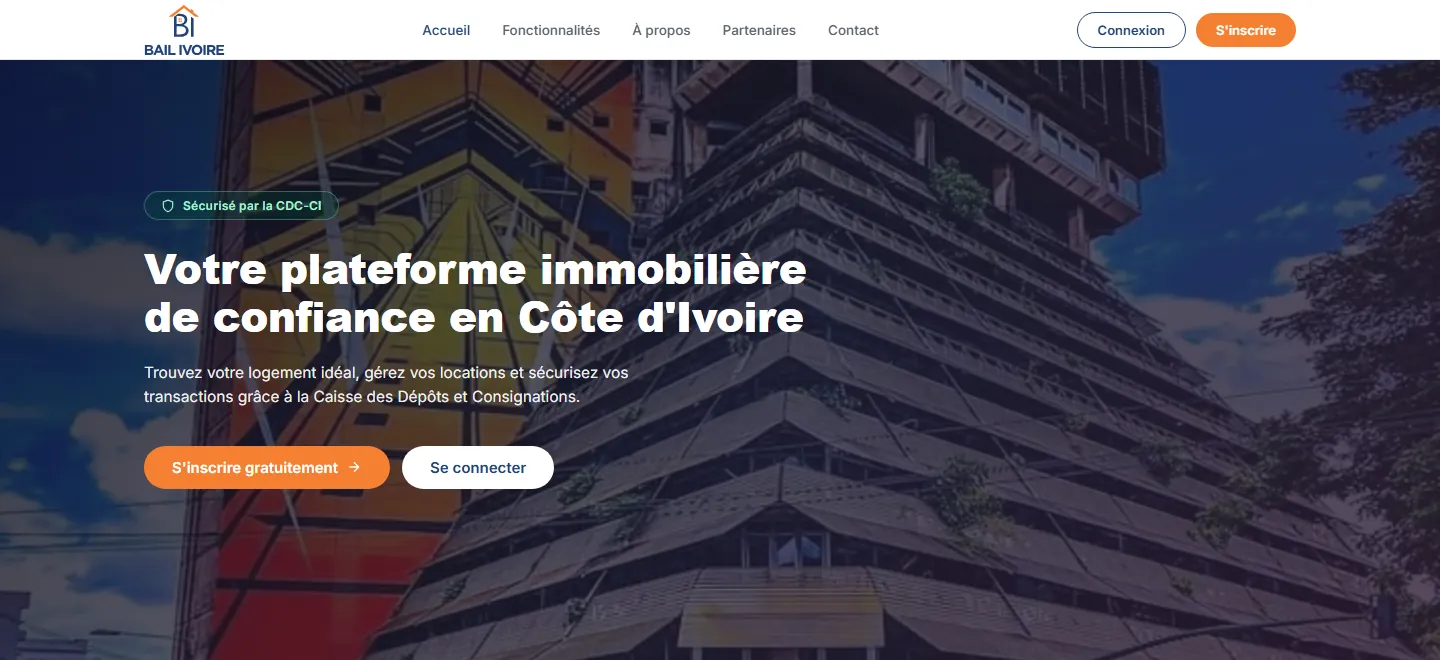 BI
BAIL IVOIRE
Accueil
Fonctionnalités
À propos
Partenaires
Contact
Connexion
S'inscrire
Sécurisé par la CDC-CI
Votre plateforme immobilière
de confiance en Côte d'Ivoire
Trouvez votre logement idéal, gérez vos locations et sécurisez vos
transactions grâce à la Caisse des Dépôts et Consignations.
S'inscrire gratuitement →
Se connecter